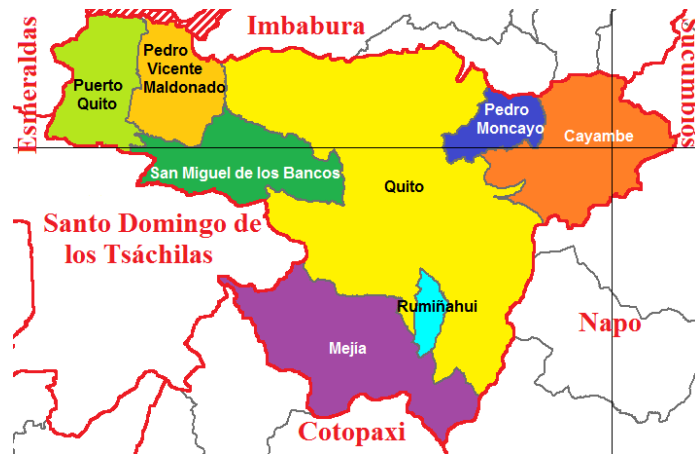 Imbabura
Esmeraldas
Sucumbíos
Pedro
Vicente
Maldonado
Puerto
Quito
Pedro
Moncayo
Cayambe
San Miguel de los Bancos
Quito
Santo Domingo de
los Tsáchilas
Rumiñahui
Napo
Mejía
Cotopaxi